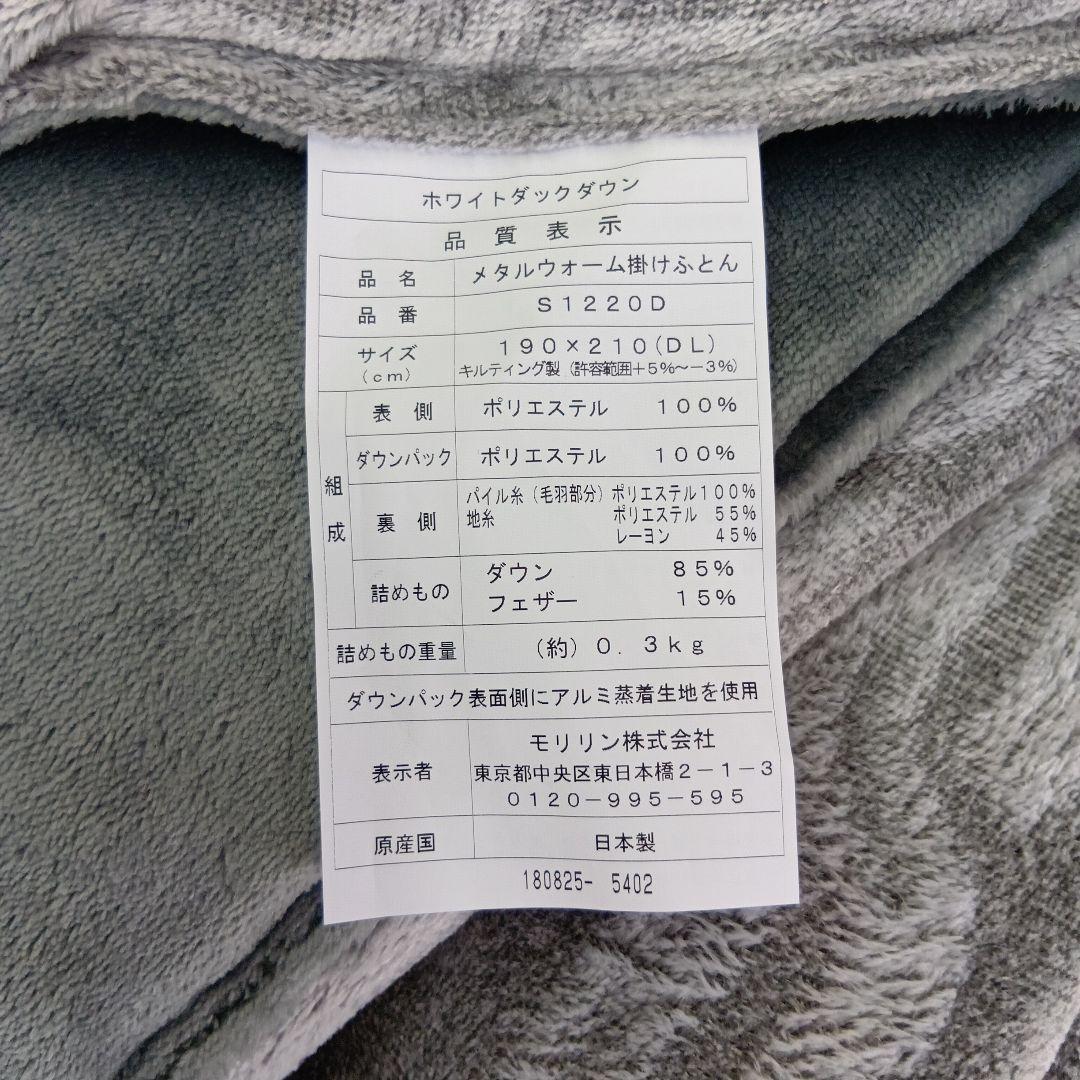 ホワイトダックダウン
品質表示
品名 メタルウォーム掛けふとん
品番 S1220D
サイズ 190×210(DL)
(cm) キルティング製(許容範囲+5%~-3%)
組成
表側 ポリエステル 100%
ダウンパック ポリエステル 100%
裏側 パイル糸(毛羽部分) ポリエステル100%
地糸 ポリエステル 55%
レーヨン 45%
詰めもの ダウン 85%
フェザー 15%
詰めもの重量 (約)0.3kg
ダウンパック表面側にアルミ蒸着生地を使用
表示者 モリリン株式会社
東京都中央区東日本橋2-1-3
0120-995-595
原産国 日本製
180825- 5402